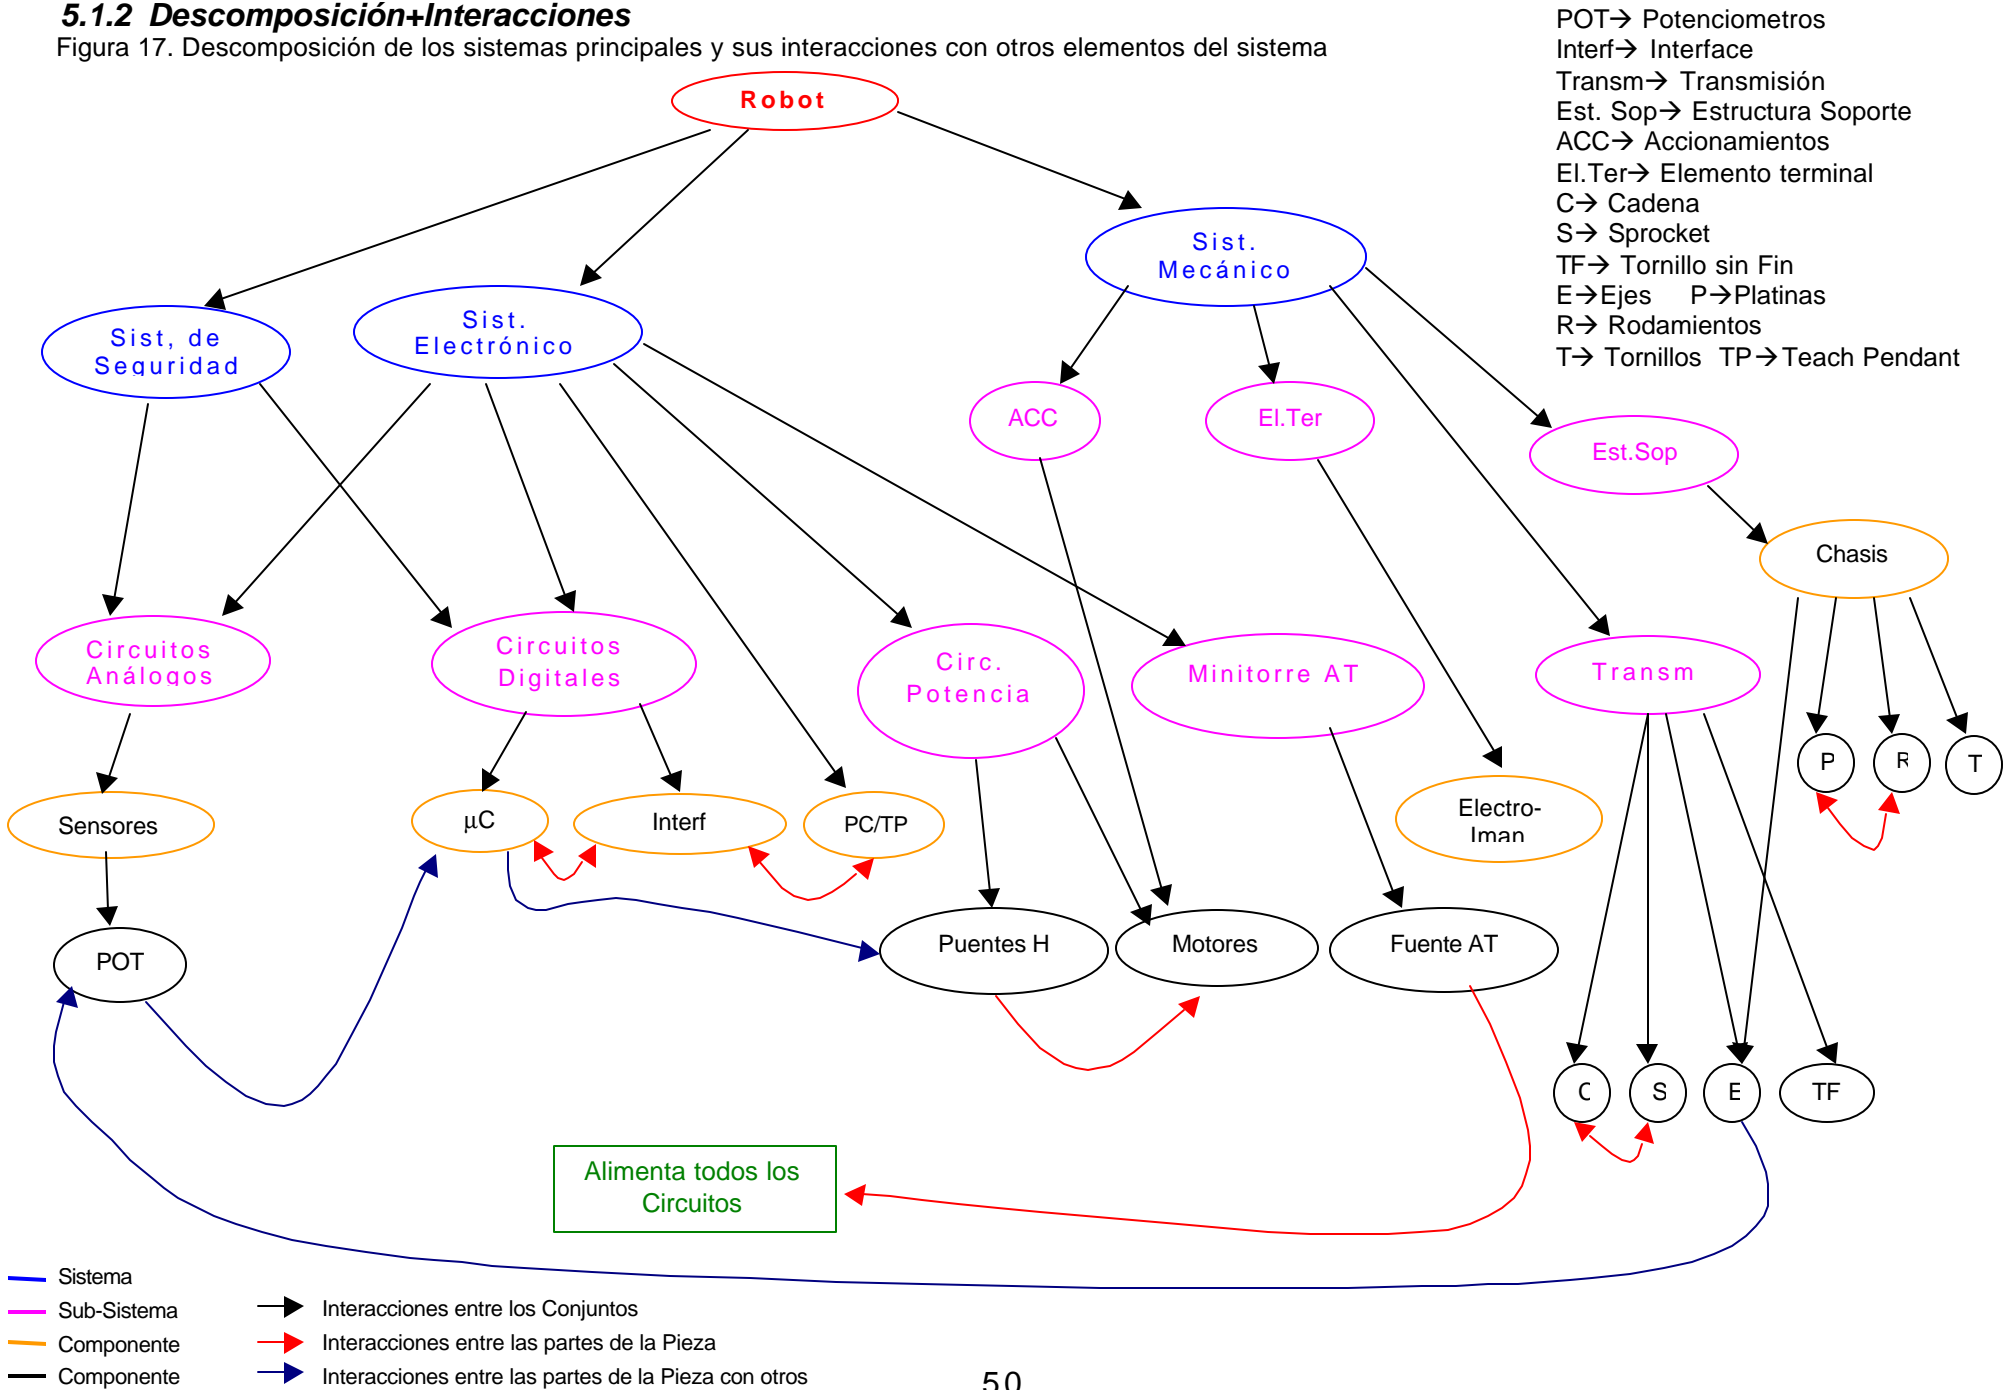 5.1.2 Descomposición+Interacciones
Figura 17. Descomposición de los sistemas principales y sus interacciones con otros elementos del sistema
POT→ Potenciometros
Interf→ Interface
Transm→ Transmisión
Est. Sop→ Estructura Soporte
ACC→ Accionamientos
El.Ter→ Elemento terminal
C→ Cadena
S→ Sprocket
TF→ Tornillo sin Fin
E→Ejes P→Platinas
R→ Rodamientos
T→ Tornillos TP→Teach Pendant
Robot
Sist.
Mecánico
Sist, de
Seguridad
Sist.
Electrónico
ACC
El.Ter
Est.Sop
Chasis
Circuitos
Análogos
Circuitos
Digitales
Circ.
Potencia
Minitorre AT
Transm
P
R
T
Sensores
µC
Interf
PC/TP
Electro-
Iman
POT
Puentes H
Motores
Fuente AT
C
S
E
TF
Alimenta todos los
Circuitos
Sistema
Sub-Sistema
Componente
Componente
Interacciones entre los Conjuntos
Interacciones entre las partes de la Pieza
Interacciones entre las partes de la Pieza con otros
50